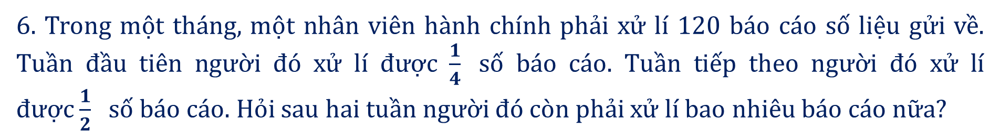 6. Trong một tháng, một nhân viên hành chính phải xử lí 120 báo cáo số liệu gửi về.
Tuần đầu tiên người đó xử lí được 1/4 số báo cáo. Tuần tiếp theo người đó xử lí
được 1/2 số báo cáo. Hỏi sau hai tuần người đó còn phải xử lí bao nhiêu báo cáo nữa?